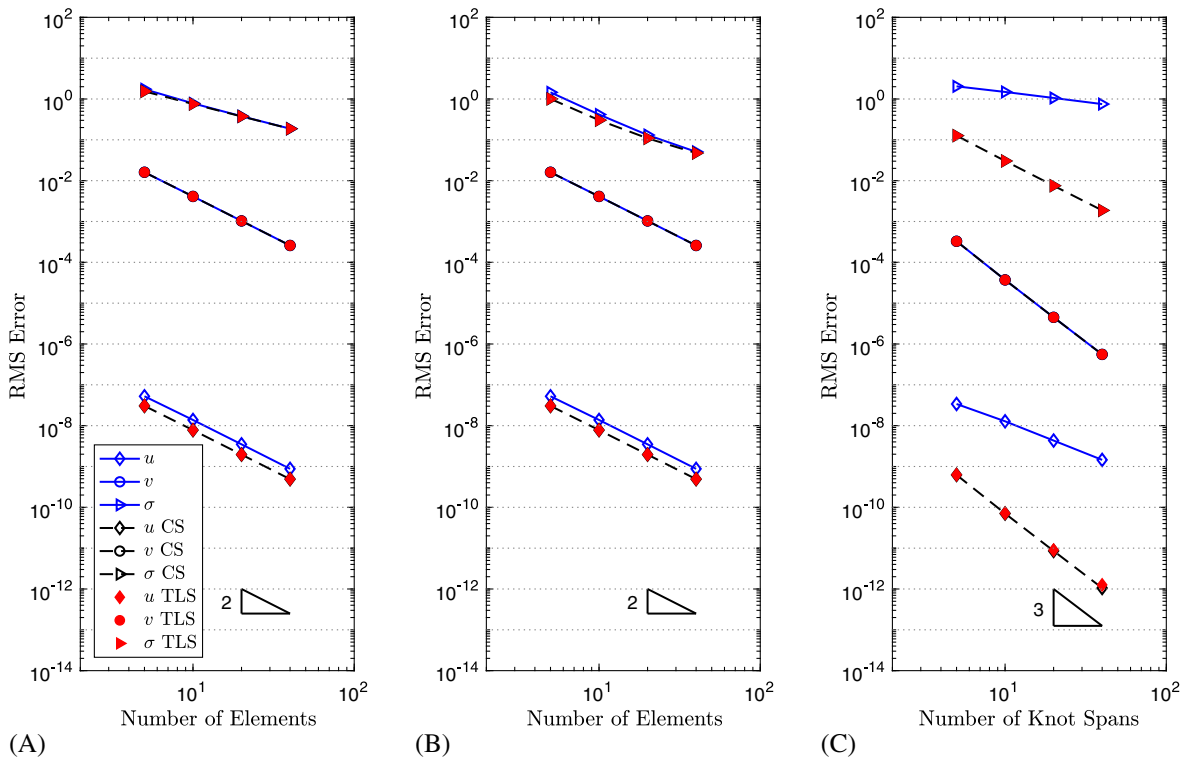 10^2
10^0
10^-2
10^-4
10^-6
10^-8
10^-10
10^-12
10^-14
RMS Error
10^1
10^2
Number of Elements
u
v
σ
u CS
v CS
σ CS
u TLS
v TLS
σ TLS
2
(A)
10^2
10^0
10^-2
10^-4
10^-6
10^-8
10^-10
10^-12
10^-14
RMS Error
10^1
10^2
Number of Elements
2
(B)
10^2
10^0
10^-2
10^-4
10^-6
10^-8
10^-10
10^-12
10^-14
RMS Error
10^1
10^2
Number of Knot Spans
3
(C)